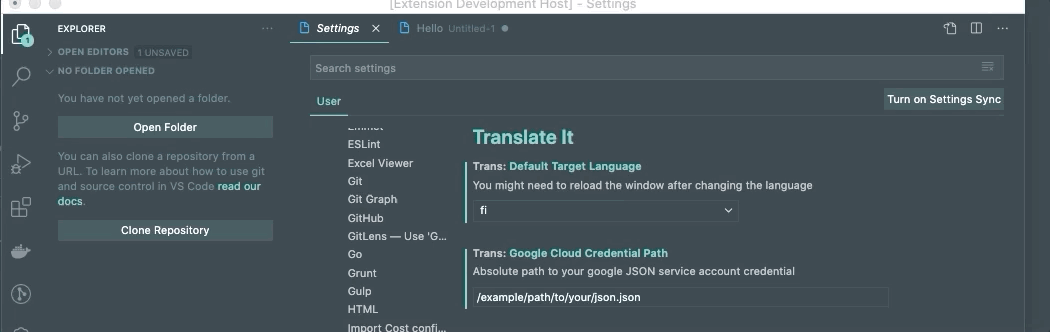 [Extension Development Host] - Settings
EXPLORER
···
Settings
Hello Untitled-1
···
1
OPEN EDITORS 1 UNSAVED
NO FOLDER OPENED
You have not yet opened a folder.
Open Folder
You can also clone a repository from a
URL. To learn more about how to use git
and source control in VS Code read our
docs.
Clone Repository
Search settings
User
Turn on Settings Sync
Emmet
ESLint
Excel Viewer
Git
Git Graph
GitHub
GitLens — Use 'G...
Go
Grunt
Gulp
HTML
Import Cost confi...
Translate It
Trans: Default Target Language
You might need to reload the window after changing the language
fi
Trans: Google Cloud Credential Path
Absolute path to your google JSON service account credential
/example/path/to/your/json.json